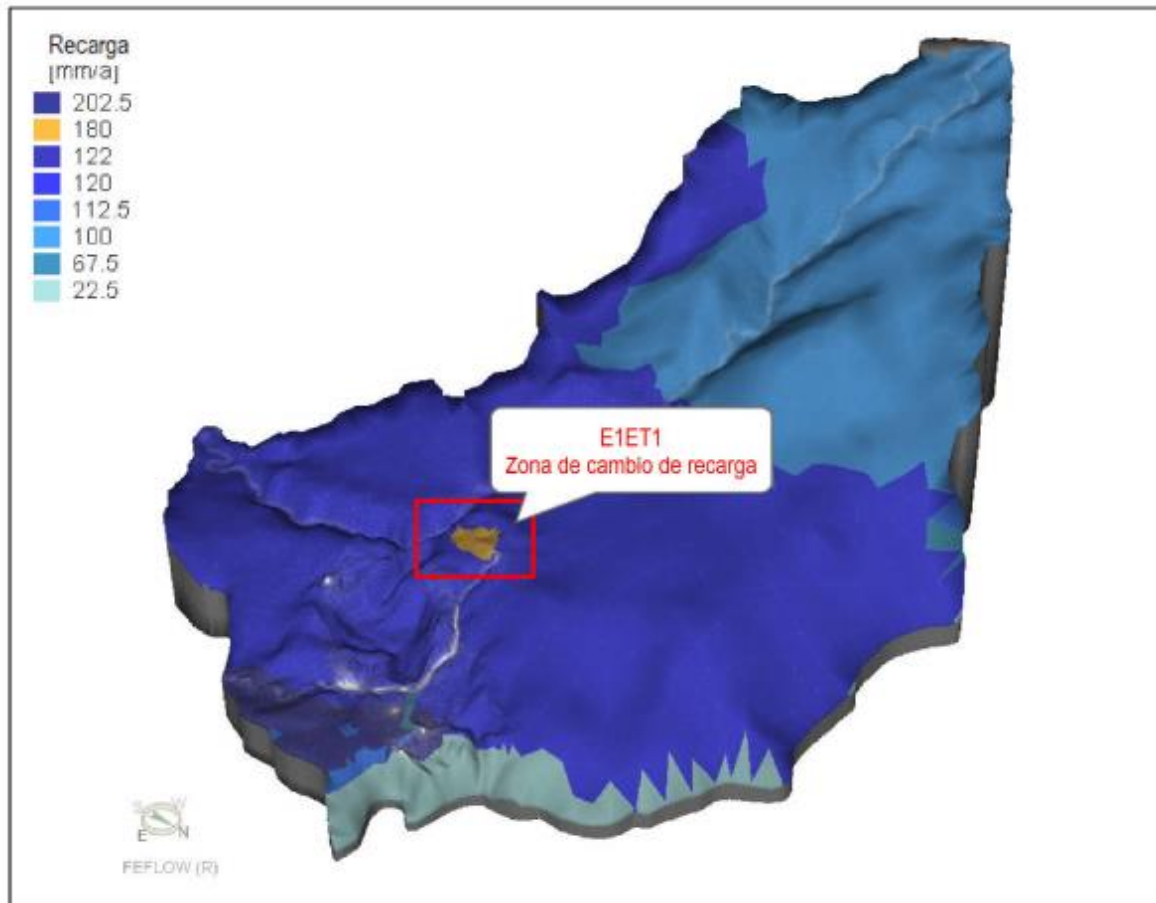 Recarga
[mm/a]
202.5
180
122
120
112.5
100
67.5
22.5
E1ET1
Zona de cambio de recarga
S W
E N
FEFLOW (R)